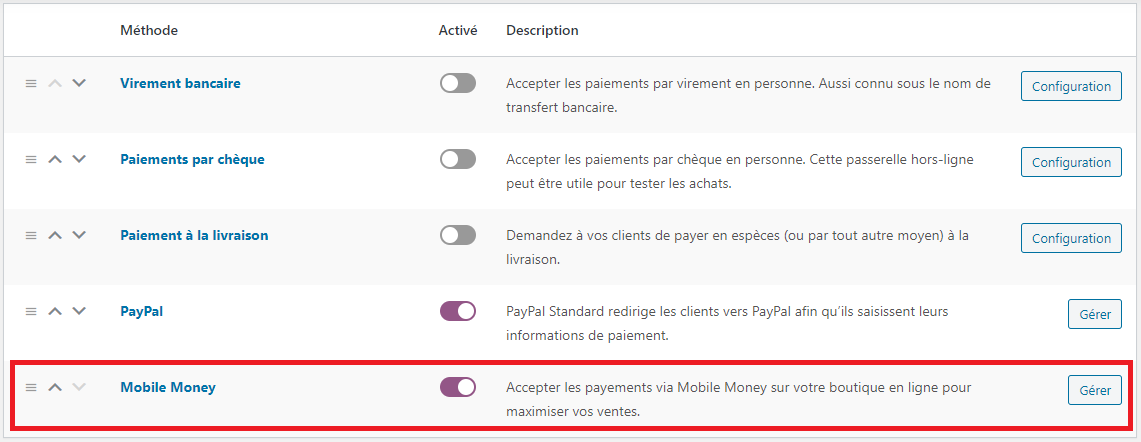 Méthode Activé Description
Virement bancaire Accepter les paiements par virement en personne. Aussi connu sous le nom de
transfert bancaire.
Configuration
Paiements par chèque Accepter les paiements par chèque en personne. Cette passerelle hors-ligne
peut être utile pour tester les achats.
Configuration
Paiement à la livraison Demandez à vos clients de payer en espèces (ou par tout autre moyen) à la
livraison.
Configuration
PayPal PayPal Standard redirige les clients vers PayPal afin qu’ils saisissent leurs
informations de paiement.
Gérer
Mobile Money Accepter les payements via Mobile Money sur votre boutique en ligne pour
maximiser vos ventes.
Gérer